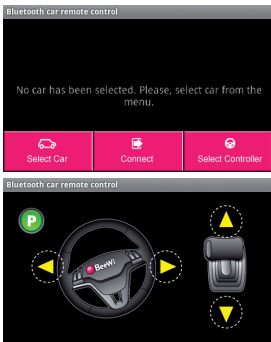 Bluetooth car remote control
No car has been selected. Please, select car from the
menu.
Select Car
Connect
Select Controller
Bluetooth car remote control
P
BeeWi